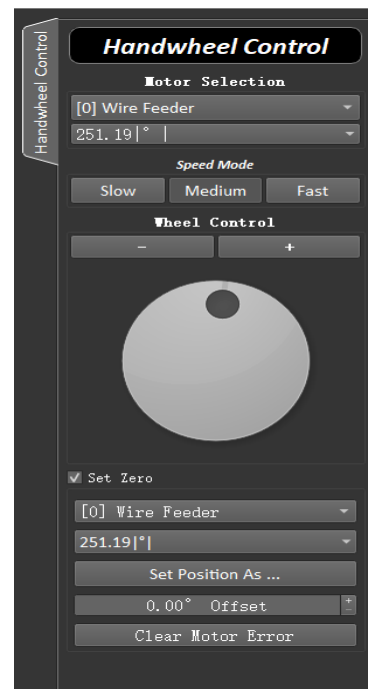 Handwheel Control
Handwheel Control
Motor Selection
[0] Wire Feeder
251.19|° |
Speed Mode
Slow Medium Fast
Wheel Control
− +
Set Zero
[0] Wire Feeder
251.19|°|
Set Position As ...
0.00° Offset + −
Clear Motor Error